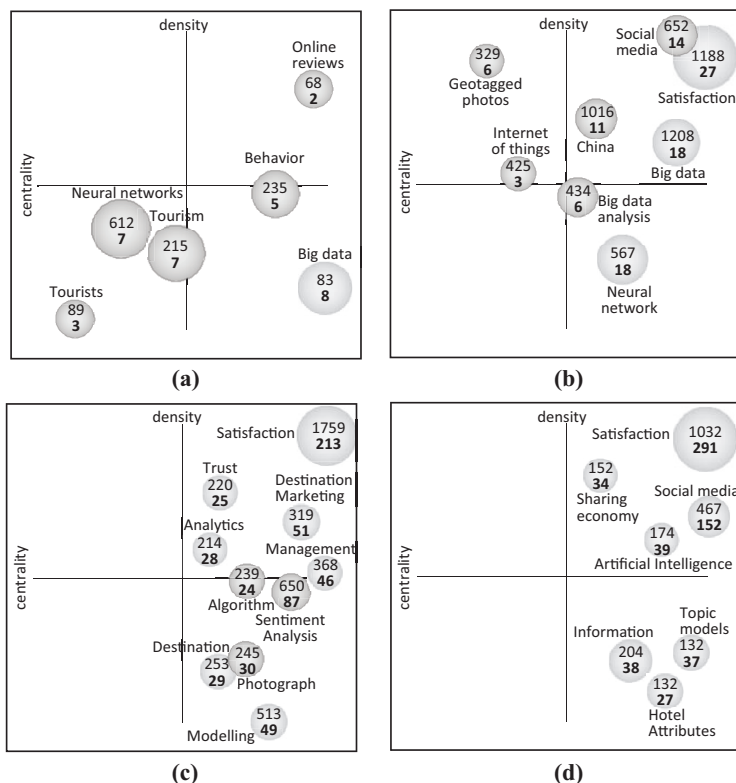 density
centrality
Online
reviews
68
2
Behavior
235
5
Neural networks
612
7
Tourism
215
7
Big data
83
8
Tourists
89
3
(a)
density
centrality
Social
media
652
14
1188
27
Satisfaction
329
6
Geotagged
photos
1016
11
China
1208
18
Big data
Internet
of things
425
3
434
6
Big data
analysis
567
18
Neural
network
(b)
density
centrality
Satisfaction
1759
213
Trust
220
25
Destination
Marketing
319
51
Analytics
214
28
Management
368
46
239
24
Algorithm
650
87
Sentiment
Analysis
Destination
253
29
245
30
Photograph
513
49
Modelling
(c)
density
centrality
Satisfaction
1032
291
152
34
Sharing
economy
Social media
467
152
174
39
Artificial Intelligence
Information
204
38
Topic
models
132
37
132
27
Hotel
Attributes
(d)